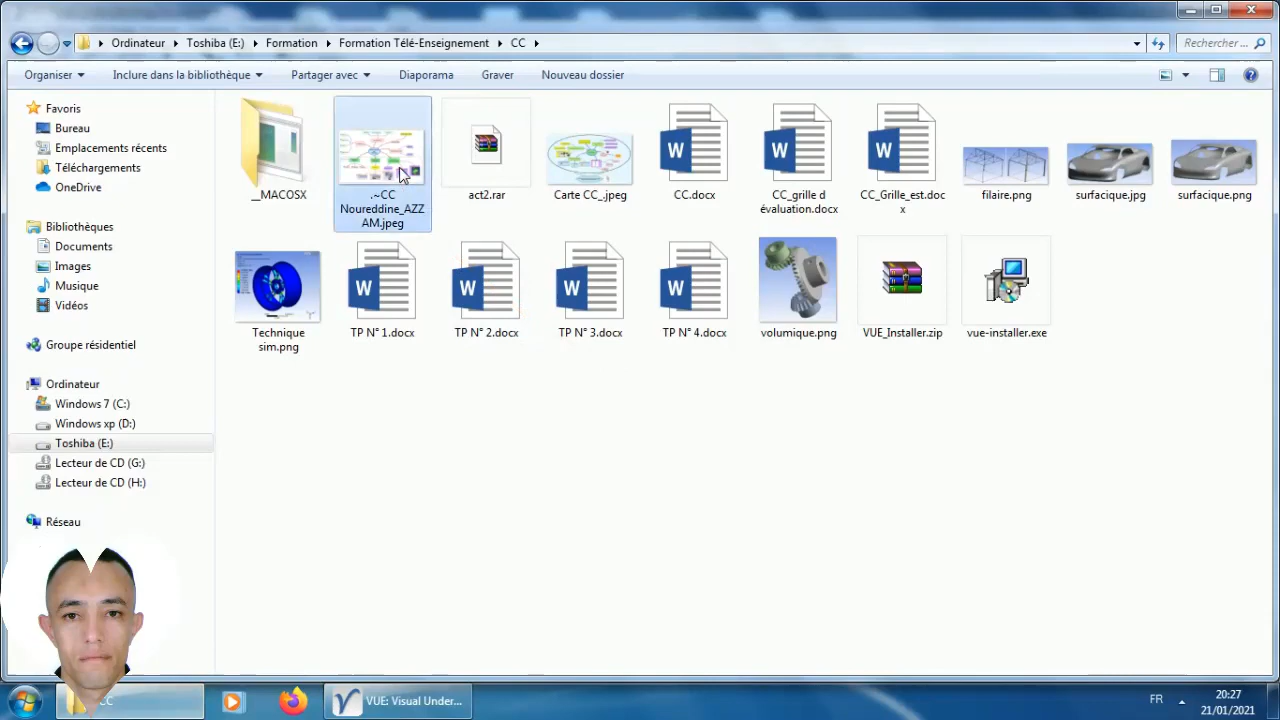 Ordinateur Toshiba (E:) Formation Formation Télé-Enseignement CC
Rechercher ...
Organiser Inclure dans la bibliothèque Partager avec Diaporama Graver Nouveau dossier
Favoris
Bureau
Emplacements récents
Téléchargements
OneDrive
Bibliothèques
Documents
Images
Musique
Vidéos
Groupe résidentiel
Ordinateur
Windows 7 (C:)
Windows xp (D:)
Toshiba (E:)
Lecteur de CD (G:)
Lecteur de CD (H:)
Réseau
__MACOSX
.~CC
Noureddine_AZZ
AM.jpeg
act2.rar
Carte CC_.jpeg
CC.docx
CC_grille d
évaluation.docx
CC_Grille_est.doc
x
filaire.png
surfacique.jpg
surfacique.png
Technique
sim.png
TP N° 1.docx
TP N° 2.docx
TP N° 3.docx
TP N° 4.docx
volumique.png
VUE_Installer.zip
vue-installer.exe
CC
VUE: Visual Under...
FR
20:27
21/01/2021